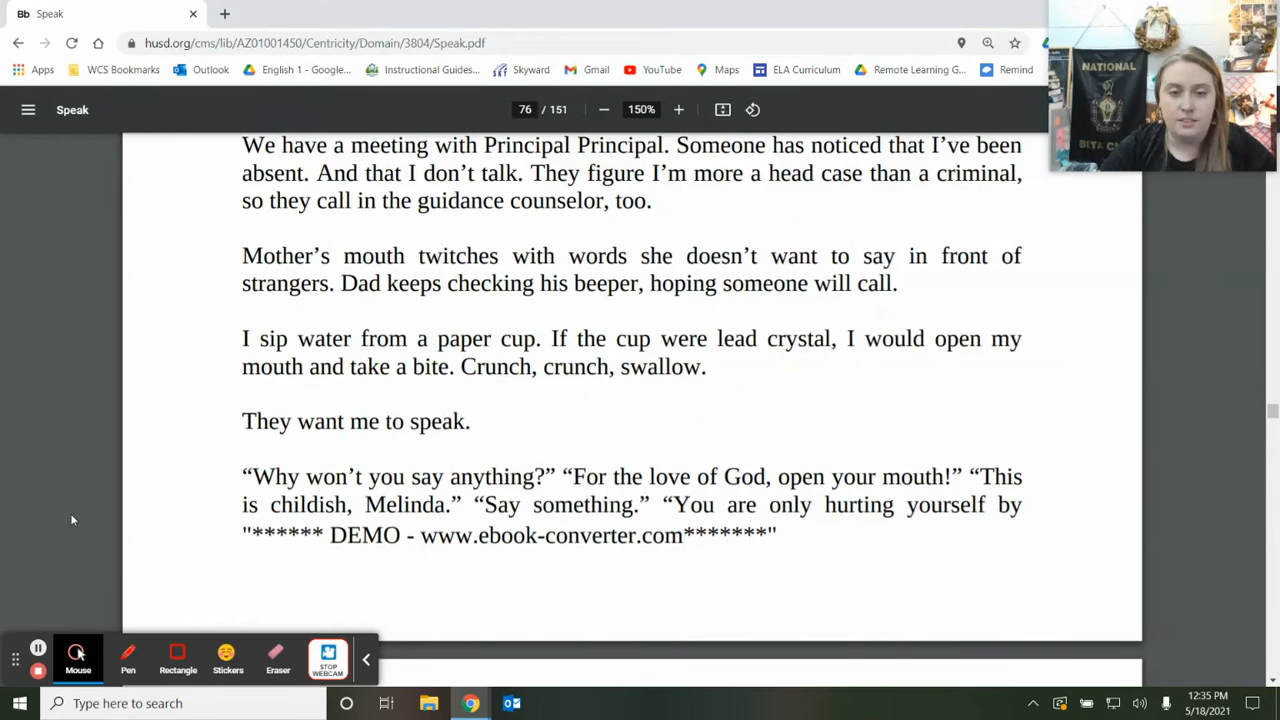 Bb Speak
husd.org/cms/lib/AZ01001450/Centricity/Domain/3804/Speak.pdf
Apps WCS Bookmarks Outlook English 1 - Google... Instructional Guides... Skyward Gmail YouTube Maps ELA Curriculum Remote Learning G... Remind
Speak 76 / 151 150%
NATIONAL
We have a meeting with Principal Principal. Someone has noticed that I’ve been
absent. And that I don’t talk. They figure I’m more a head case than a criminal,
so they call in the guidance counselor, too.
Mother’s mouth twitches with words she doesn’t want to say in front of
strangers. Dad keeps checking his beeper, hoping someone will call.
I sip water from a paper cup. If the cup were lead crystal, I would open my
mouth and take a bite. Crunch, crunch, swallow.
They want me to speak.
“Why won’t you say anything?” “For the love of God, open your mouth!” “This
is childish, Melinda.” “Say something.” “You are only hurting yourself by
"****** DEMO - www.ebook-converter.com*******"
Mouse Pen Rectangle Stickers Eraser STOP WEBCAM
Type here to search
12:35 PM
5/18/2021